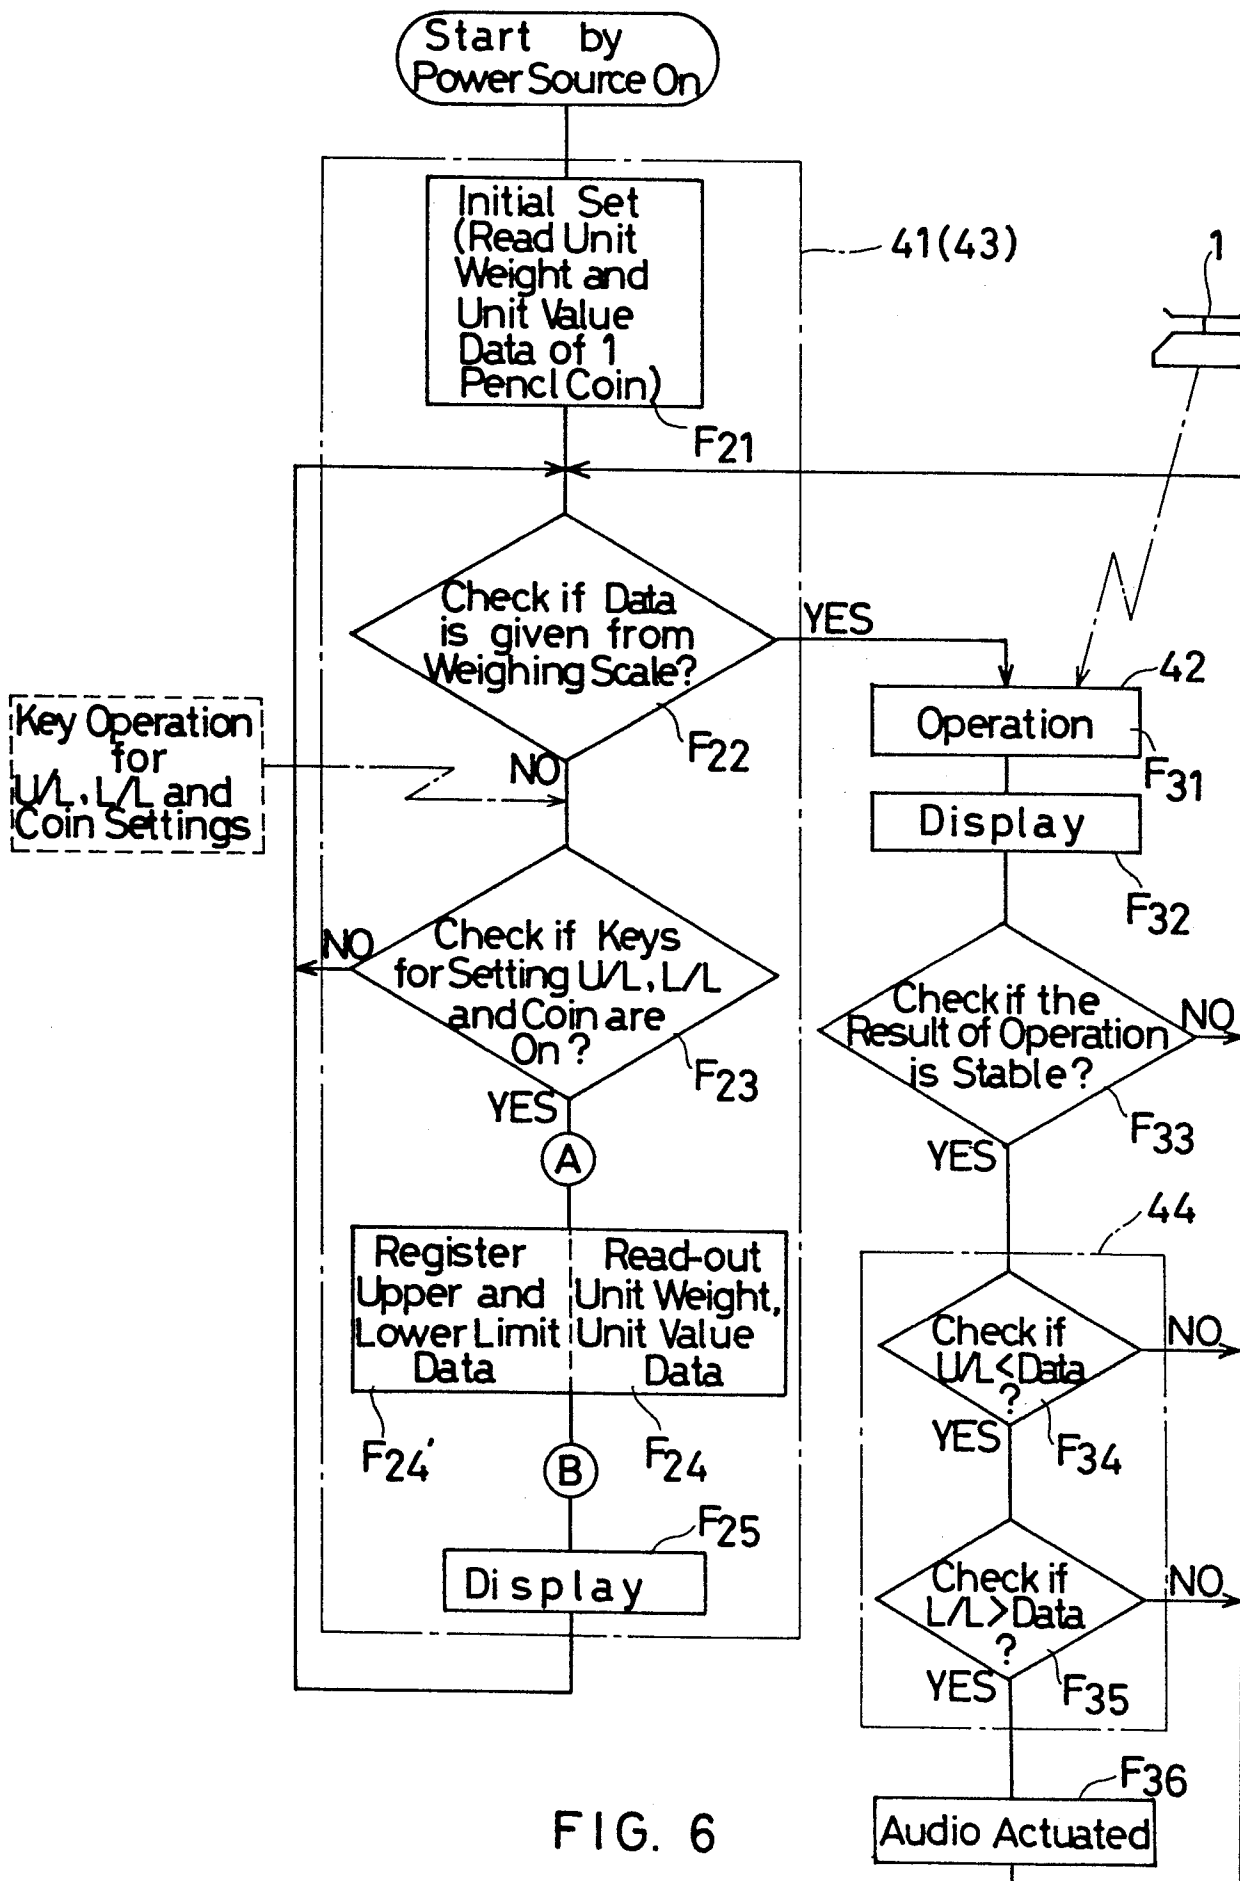 Start by
Power Source On
Initial Set
(Read Unit
Weight and
Unit Value
Data of 1
Pencl Coin)
F21
41(43)
1
Check if Data
is given from
Weighing Scale?
F22
YES
NO
Key Operation
for
U/L, L/L and
Coin Settings
42
Operation
F31
Display
F32
Check if Keys
for Setting U/L, L/L
and Coin are
On?
F23
NO
YES
A
Check if the
Result of Operation
is Stable?
F33
NO
YES
44
Register
Upper and
Lower Limit
Data
F24'
Read-out
Unit Weight,
Unit Value
Data
F24
B
F25
Display
Check if
U/L<Data
?
F34
NO
YES
Check if
L/L>Data
?
F35
NO
YES
F36
Audio Actuated
FIG. 6